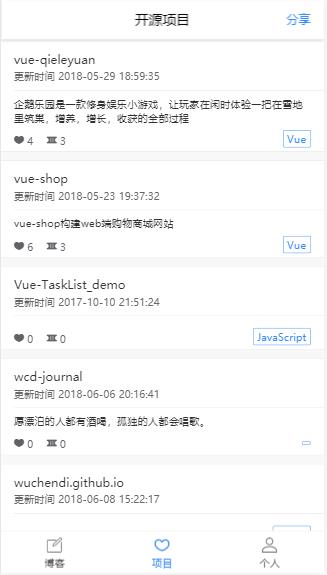 开源项目
分享
vue-qieleyuan
更新时间 2018-05-29 18:59:35
企鹅乐园是一款修身娱乐小游戏，让玩家在闲时体验一把在雪地
里筑巢，增养，增长，收获的全部过程
4 3 Vue
vue-shop
更新时间 2018-05-23 19:37:32
vue-shop构建web端购物商城网站
6 3 Vue
Vue-TaskList_demo
更新时间 2017-10-10 21:51:24
0 0 JavaScript
wcd-journal
更新时间 2018-06-06 20:16:41
愿漂泊的人都有酒喝，孤独的人都会唱歌。
0 0
wuchendi.github.io
更新时间 2018-06-08 15:22:17
博客 项目 个人